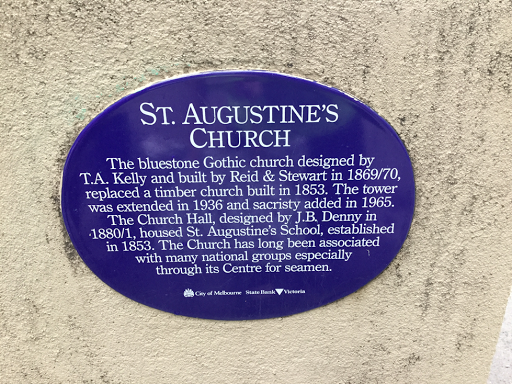 ST. AUGUSTINE'S
CHURCH
The bluestone Gothic church designed by
T.A. Kelly and built by Reid & Stewart in 1869/70,
replaced a timber church built in 1853. The tower
was extended in 1936 and sacristy added in 1965.
The Church Hall, designed by J.B. Denny in
1880/1, housed St. Augustine's School, established
in 1853. The Church has long been associated
with many national groups especially
through its Centre for seamen.
City of Melbourne State Bank Victoria